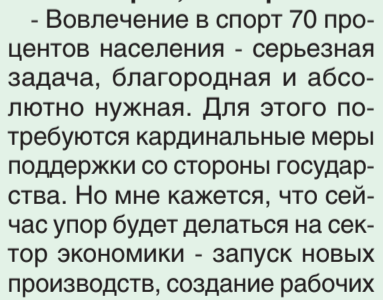 - Вовлечение в спорт 70 про-
центов населения - серьезная
задача, благородная и абсо-
лютно нужная. Для этого по-
требуются кардинальные меры
поддержки со стороны государ-
ства. Но мне кажется, что сей-
час упор будет делаться на сек-
тор экономики - запуск новых
производств, создание рабочих